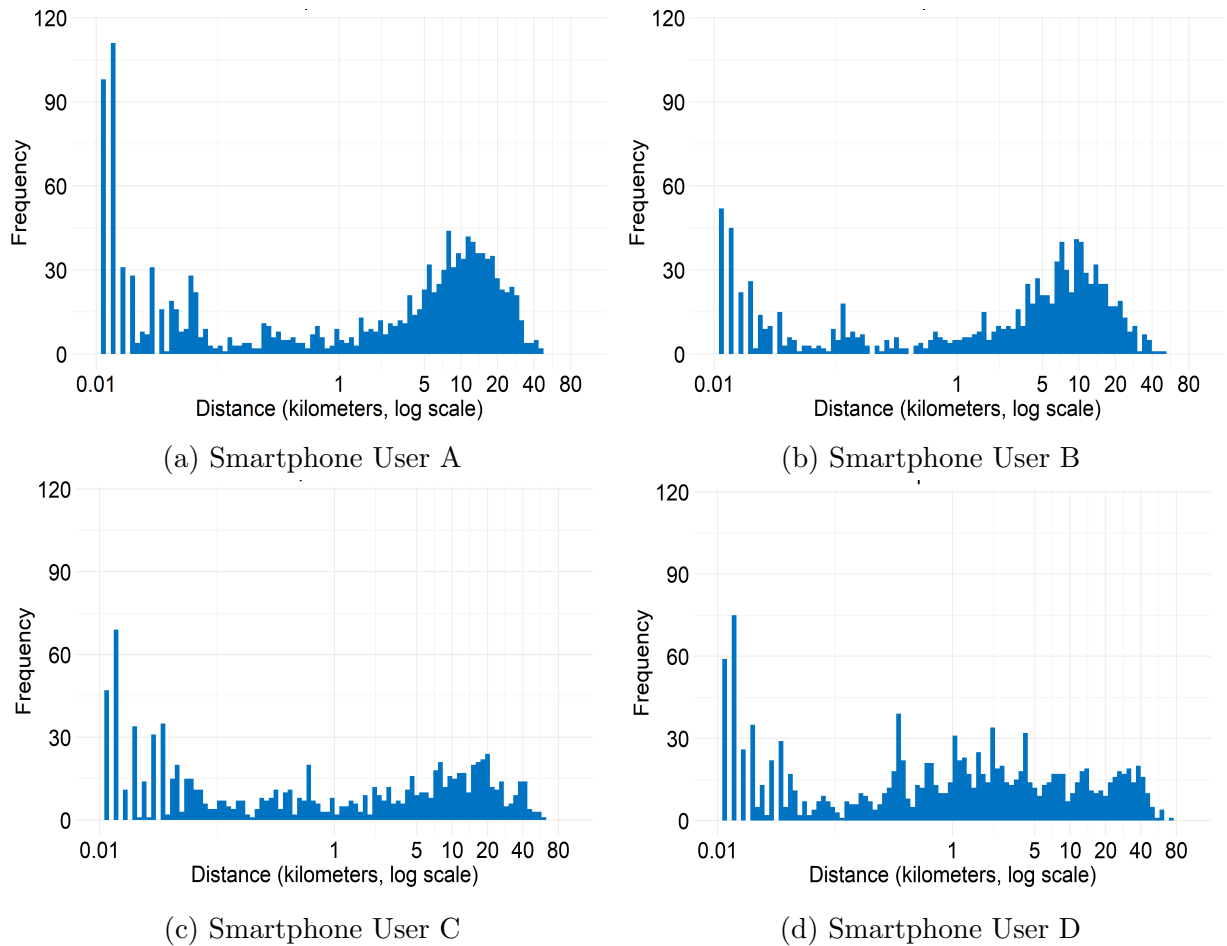 120
90
60
30
0
Frequency
0.01 1 5 10 20 40 80
Distance (kilometers, log scale)
(a) Smartphone User A
120
90
60
30
0
Frequency
0.01 1 5 10 20 40 80
Distance (kilometers, log scale)
(b) Smartphone User B
120
90
60
30
0
Frequency
0.01 1 5 10 20 40 80
Distance (kilometers, log scale)
(c) Smartphone User C
120
90
60
30
0
Frequency
0.01 1 5 10 20 40 80
Distance (kilometers, log scale)
(d) Smartphone User D